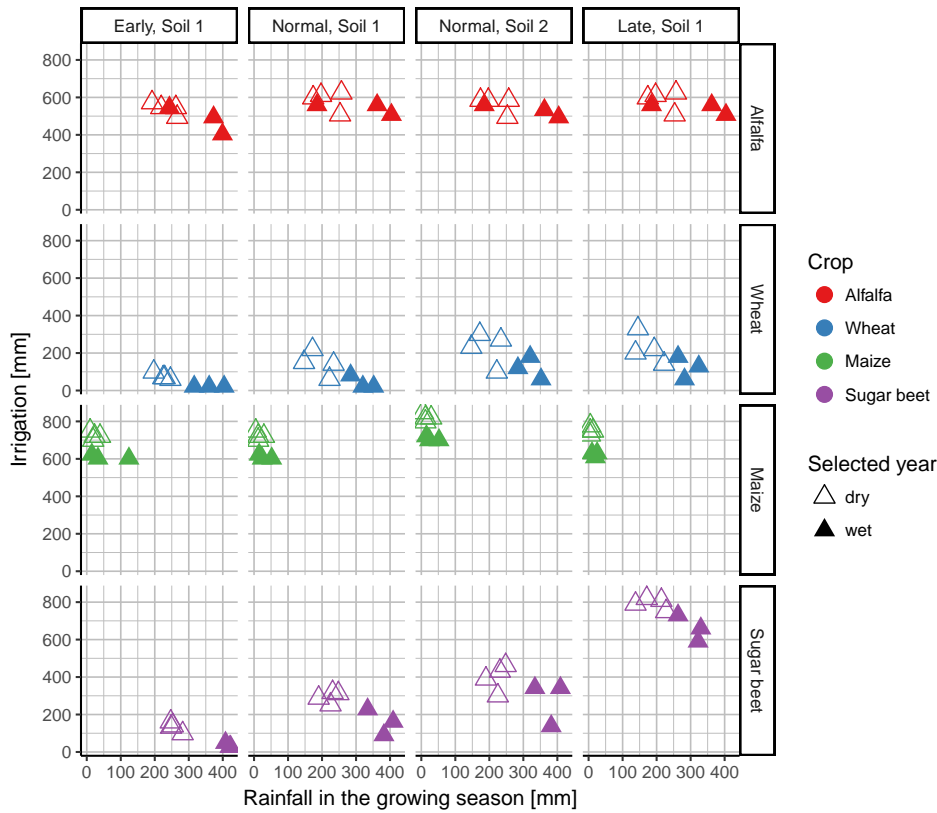 Early, Soil 1
Normal, Soil 1
Normal, Soil 2
Late, Soil 1
800
600
400
200
0
Alfalfa
800
600
400
200
0
Wheat
800
600
400
200
0
Maize
800
600
400
200
0
Sugar beet
0 100 200 300 400
0 100 200 300 400
0 100 200 300 400
0 100 200 300 400
Rainfall in the growing season [mm]
Irrigation [mm]
Crop
Alfalfa
Wheat
Maize
Sugar beet
Selected year
dry
wet